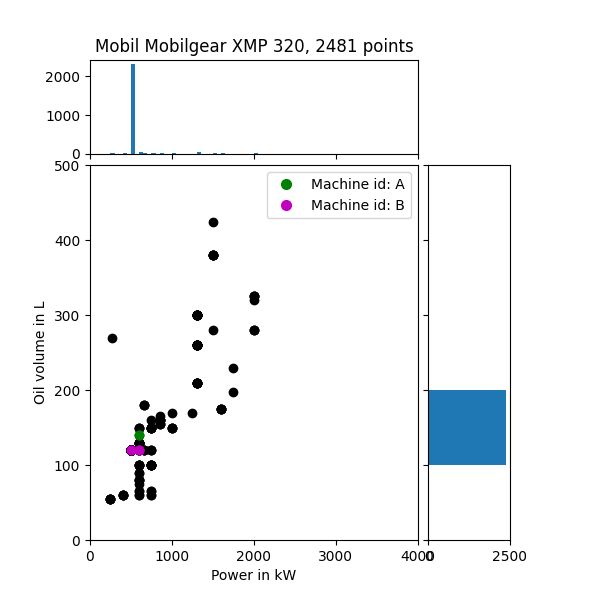 Mobil Mobilgear XMP 320, 2481 points
2000
1000
0
500
400
300
200
100
0
Machine id: A
Machine id: B
Oil volume in L
0 1000 2000 3000 4000
0 2500
Power in kW